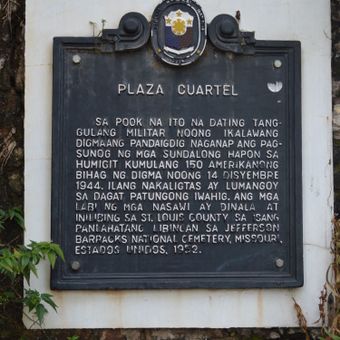 PLAZA CUARTEL
SA POOK NA ITO NA DATING TANG-
GULANG MILITAR NOONG IKALAWANG
DIGMAANG PANDAIGDIG NAGANAP ANG PAG-
SUNOG NG MGA SUNDALONG HAPON SA
HUMIGIT KUMULANG 150 AMERIKANONG
BIHAG NG DIGMA NOONG 14 DISYEMBRE
1944. ILANG NAKALIGTAS AY LUMANGOY
SA DAGAT PATUNGONG IWAHIG. ANG MGA
LABI NG MGA NASAWI AY DINALA AT
INILIBING SA ST. LOUIS COUNTY SA ISANG
PANLAHATANG LIBINGAN SA JEFFERSON
BARRACKS NATIONAL CEMETERY, MISSOURI,
ESTADOS UNIDOS, 1952.